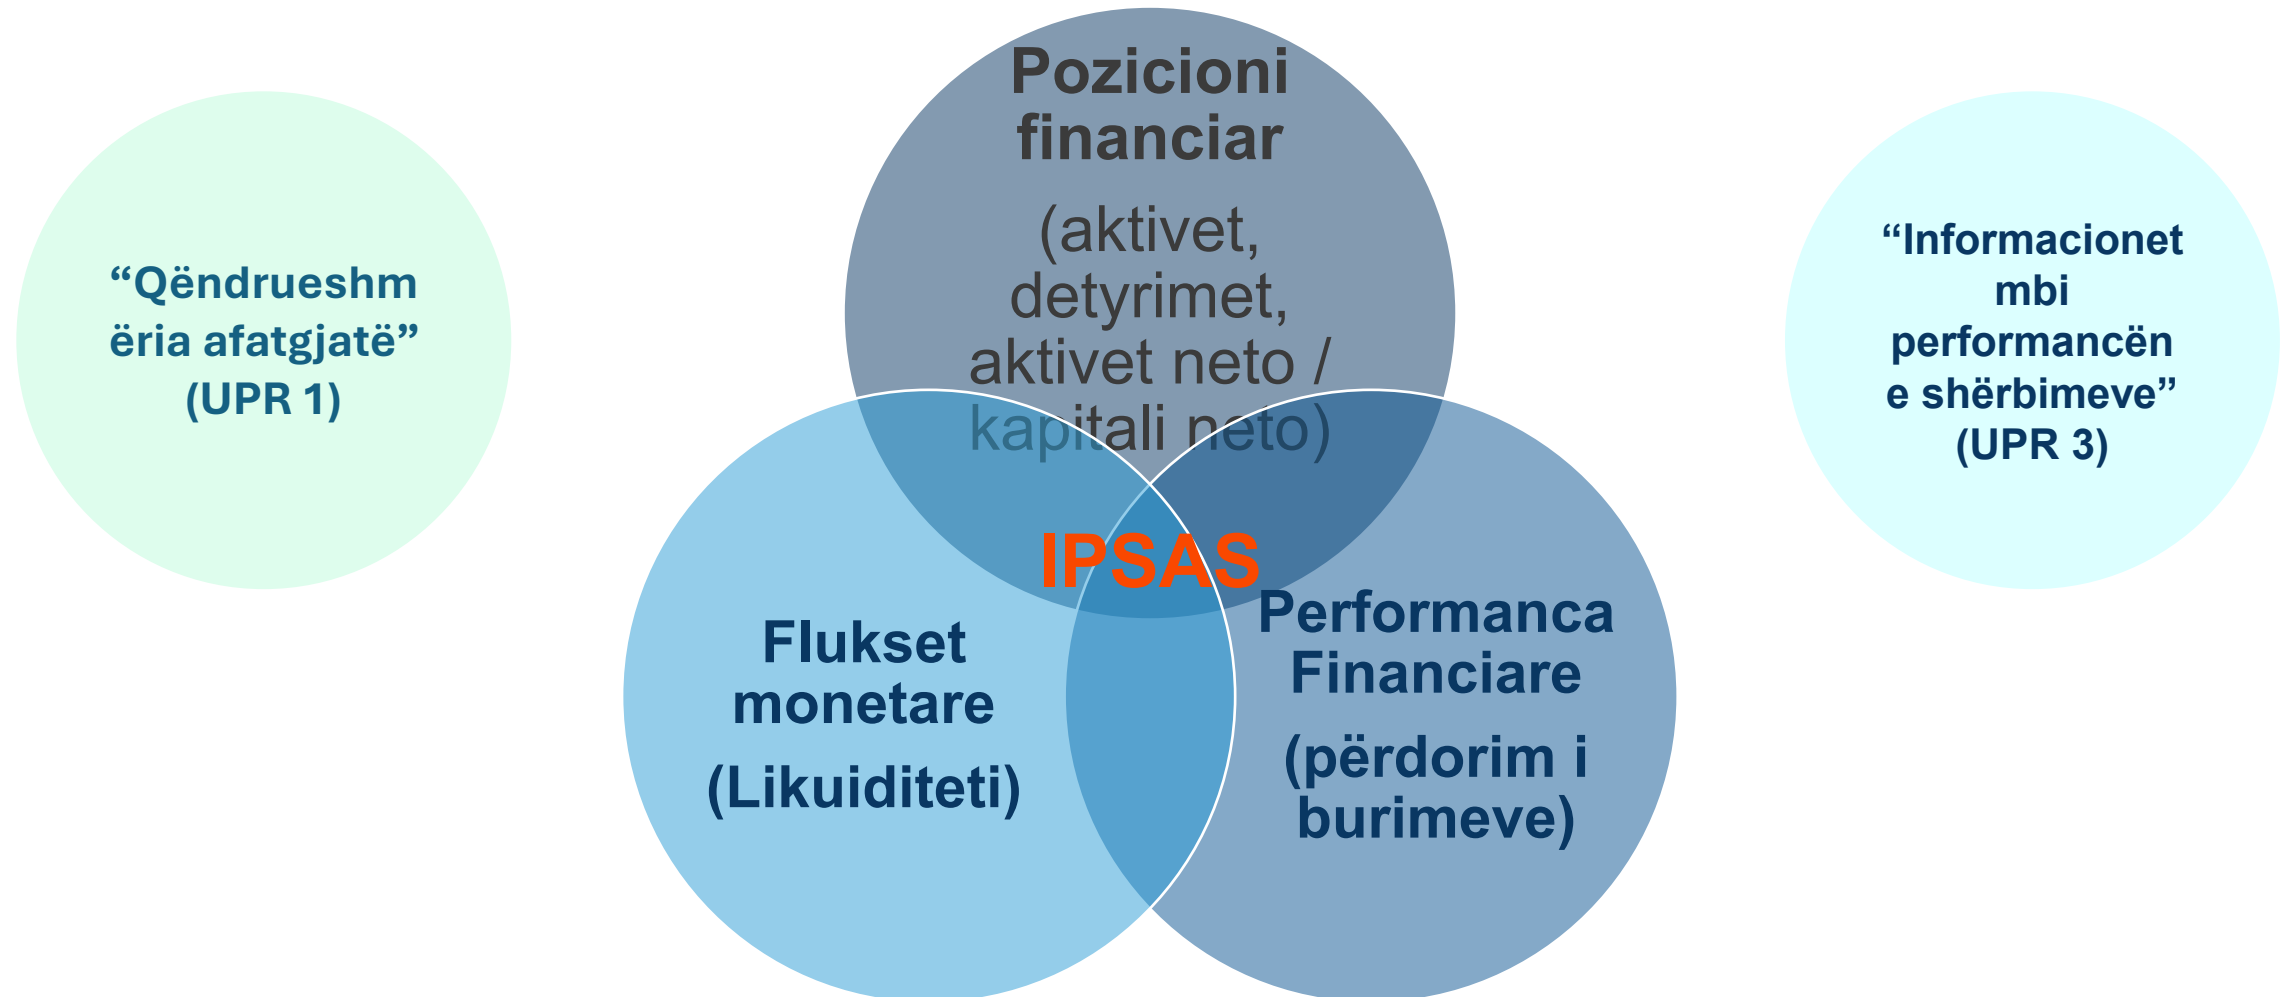 “Qëndrueshm
ëria afatgjatë”
(UPR 1)
Pozicioni
financiar
(aktivet,
detyrimet,
aktivet neto /
kapitali neto)
IPSAS
Flukset
monetare
(Likuiditeti)
Performanca
Financiare
(përdorim i
burimeve)
“Informacionet
mbi
performancën
e shërbimeve”
(UPR 3)